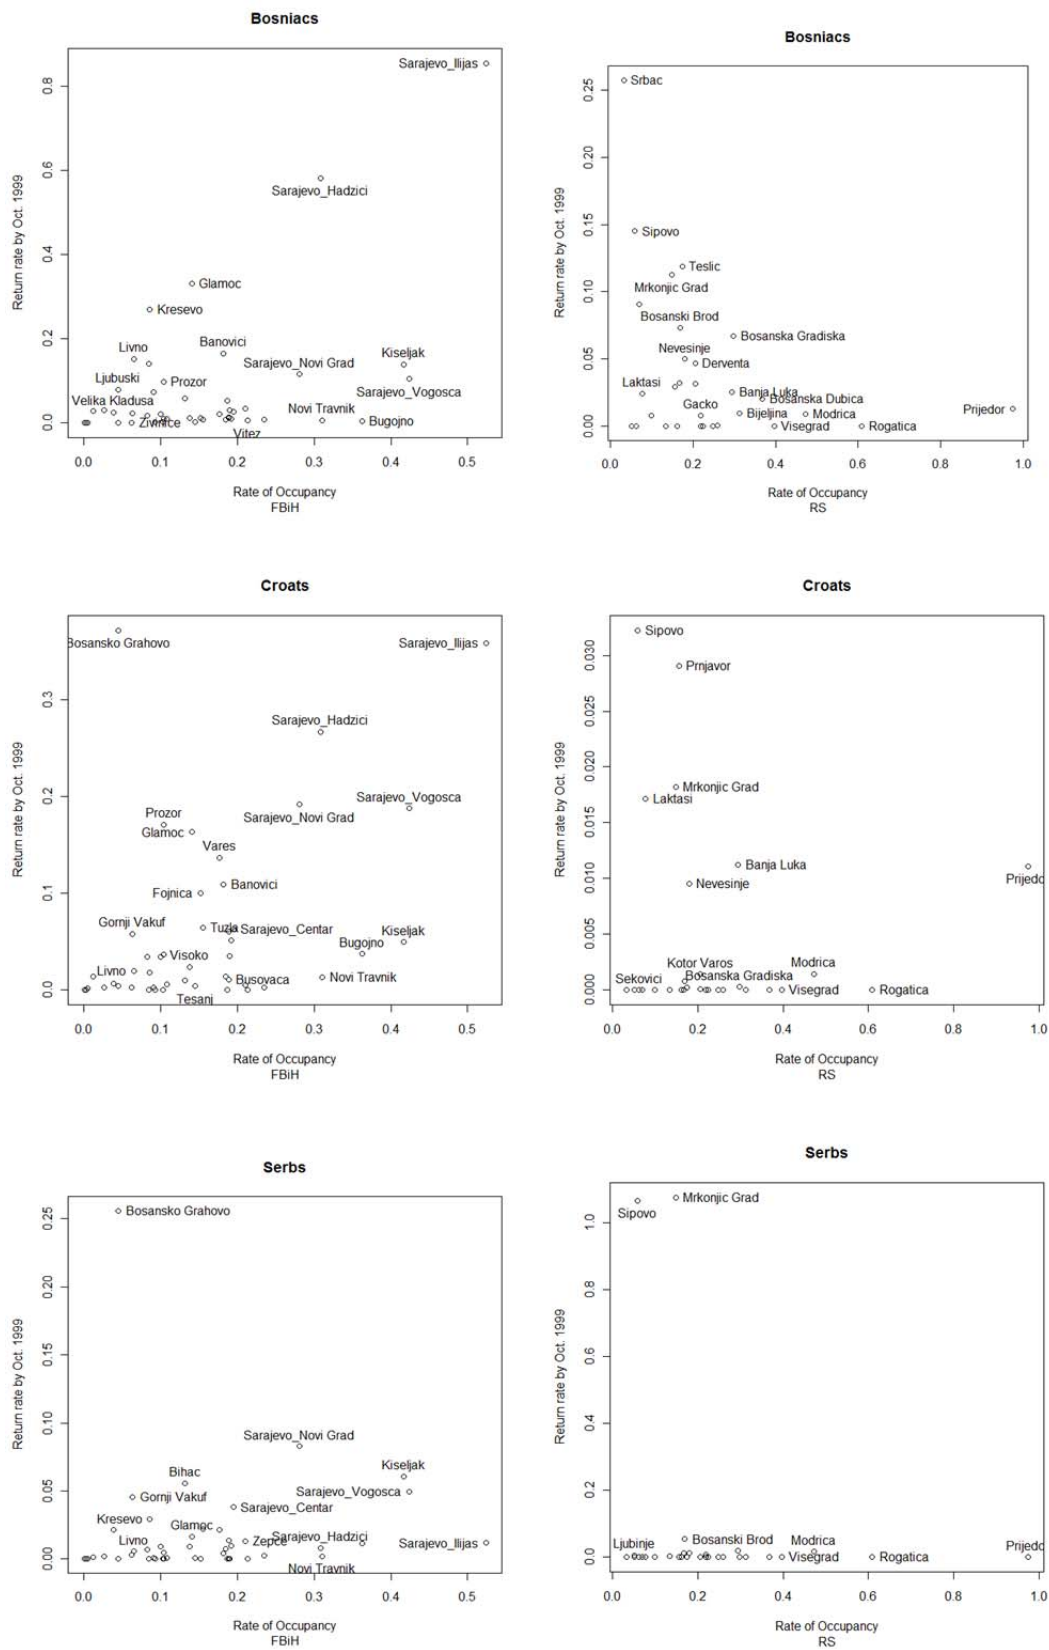 Bosniacs
Return rate by Oct. 1999
0.0 0.2 0.4 0.6 0.8
Sarajevo_Ilijas
Sarajevo_Hadzici
Glamoc
Kresevo
Banovici
Livno
Kiseljak
Sarajevo_Novi Grad
Ljubuski
Prozor
Sarajevo_Vogosca
Velika Kladusa
Novi Travnik
Zivinice
Bugojno
Vitez
0.0 0.1 0.2 0.3 0.4 0.5
Rate of Occupancy
FBiH
Bosniacs
Return rate by Oct. 1999
0.00 0.05 0.10 0.15 0.20 0.25
Srbac
Sipovo
Teslic
Mrkonjic Grad
Bosanski Brod
Bosanska Gradiska
Nevesinje
Derventa
Laktasi
Banja Luka
Bosanska Dubica
Gacko
Bijeljina
Modrica
Prijedor
Visegrad
Rogatica
0.0 0.2 0.4 0.6 0.8 1.0
Rate of Occupancy
RS
Croats
Return rate by Oct. 1999
0.0 0.1 0.2 0.3
Bosansko Grahovo
Sarajevo_Ilijas
Sarajevo_Hadzici
Sarajevo_Vogosca
Prozor
Sarajevo_Novi Grad
Glamoc
Vares
Banovici
Fojnica
Gornji Vakuf
Tuzla
Sarajevo_Centar
Kiseljak
Bugojno
Visoko
Livno
Busovaca
Novi Travnik
Tesanj
0.0 0.1 0.2 0.3 0.4 0.5
Rate of Occupancy
FBiH
Croats
Return rate by Oct. 1999
0.000 0.005 0.010 0.015 0.020 0.025 0.030
Sipovo
Prnjavor
Mrkonjic Grad
Laktasi
Banja Luka
Prijedo
Nevesinje
Kotor Varos
Modrica
Sekovici
Bosanska Gradiska
Visegrad
Rogatica
0.0 0.2 0.4 0.6 0.8 1.0
Rate of Occupancy
RS
Serbs
Return rate by Oct. 1999
0.00 0.05 0.10 0.15 0.20 0.25
Bosansko Grahovo
Sarajevo_Novi Grad
Kiseljak
Bihac
Sarajevo_Vogosca
Gornji Vakuf
Sarajevo_Centar
Kresevo
Glamoc
Livno
Zepce
Sarajevo_Hadzici
Sarajevo_Ilijas
Novi Travnik
0.0 0.1 0.2 0.3 0.4 0.5
Rate of Occupancy
FBiH
Serbs
Return rate by Oct. 1999
0.0 0.2 0.4 0.6 0.8 1.0
Mrkonjic Grad
Sipovo
Ljubinje
Bosanski Brod
Modrica
Prijedo
Visegrad
Rogatica
0.0 0.2 0.4 0.6 0.8 1.0
Rate of Occupancy
RS